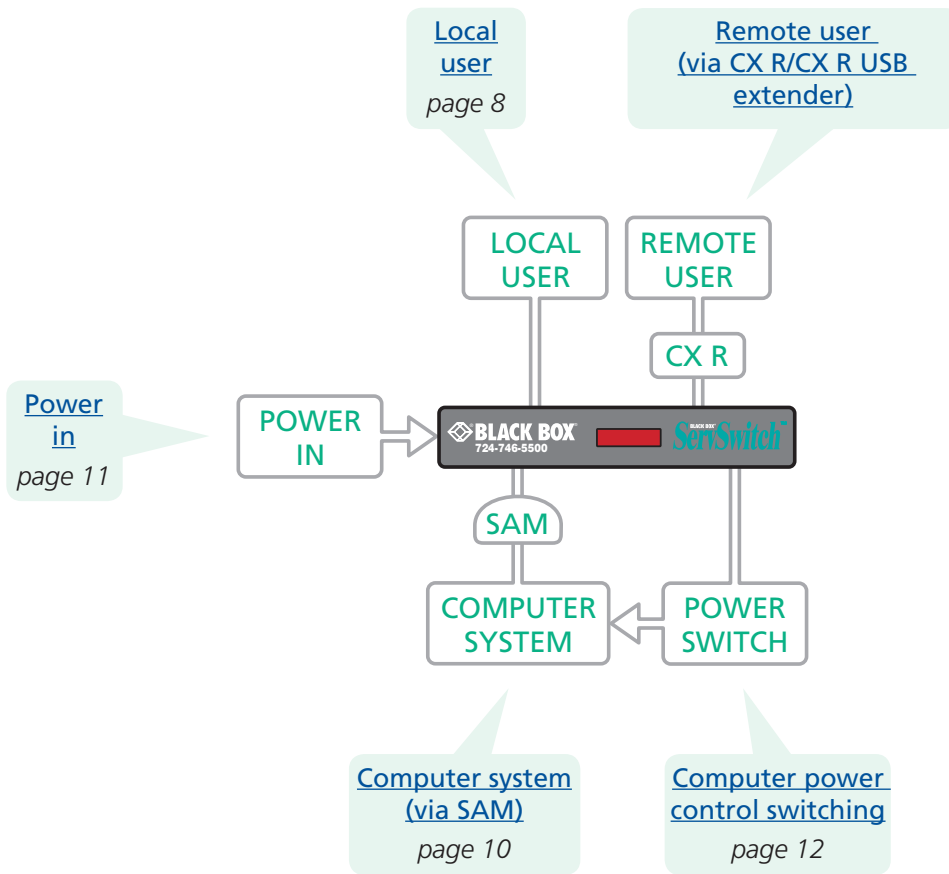 Local
user
page 8
Remote user
(via CX R/CX R USB
extender)
LOCAL
USER
REMOTE
USER
CX R
Power
in
page 11
POWER
IN
BLACK BOX
724-746-5500
BLACK BOX
ServSwitch™
SAM
COMPUTER
SYSTEM
POWER
SWITCH
Computer system
(via SAM)
page 10
Computer power
control switching
page 12